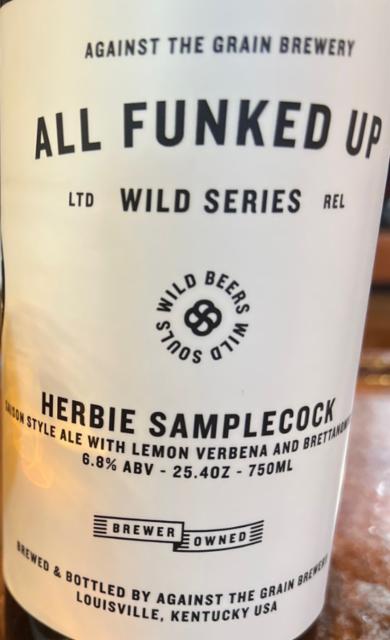 AGAINST THE GRAIN BREWERY
ALL FUNKED UP
LTD WILD SERIES REL
WILD BEERS WILD SOULS
HERBIE SAMPLECOCK
STYLE ALE WITH LEMON VERBENA AND
6.8% ABV - 25.4OZ - 750ML
BREWER OWNED
BREWED & BOTTLED BY AGAINST THE GRAIN BREWERY
LOUISVILLE, KENTUCKY USA